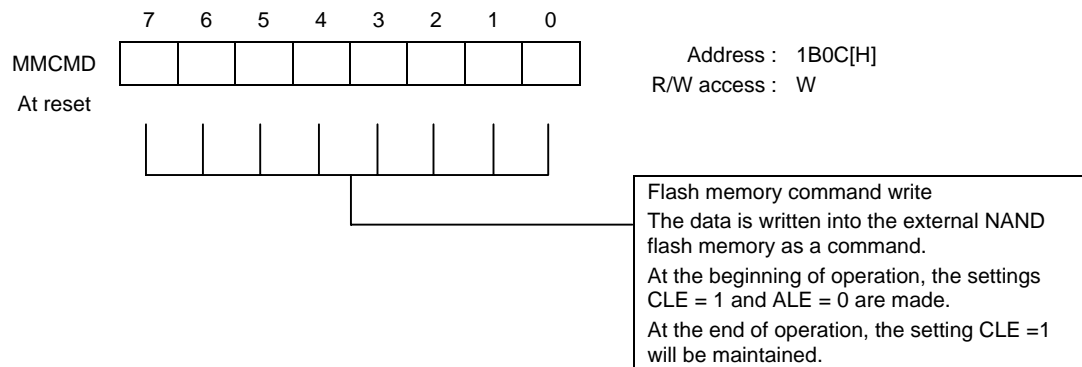 7 6 5 4 3 2 1 0
MMCMD
At reset
Address : 1B0C[H]
R/W access : W
Flash memory command write
The data is written into the external NAND
flash memory as a command.
At the beginning of operation, the settings
CLE = 1 and ALE = 0 are made.
At the end of operation, the setting CLE =1
will be maintained.